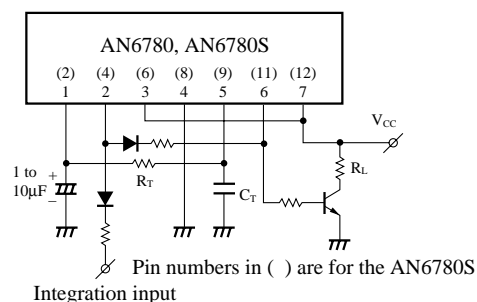 AN6780, AN6780S
(2) (4) (6) (8) (9) (11) (12)
1 2 3 4 5 6 7
VCC
1 to
10μF
+
–
RT
CT
RL
Pin numbers in ( ) are for the AN6780S
Integration input